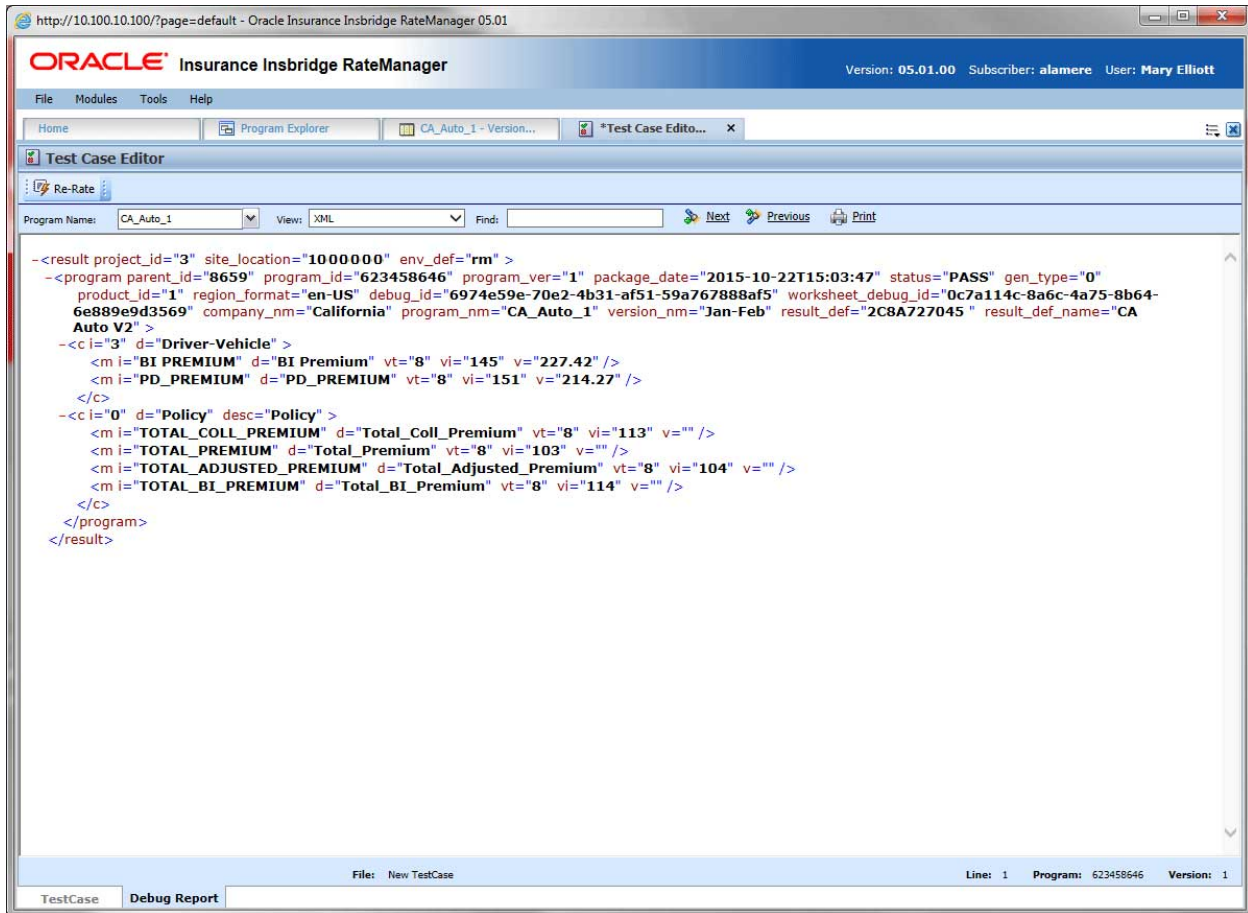 http://10.100.10.100/?page=default - Oracle Insurance Insbridge RateManager 05.01
ORACLE® Insurance Insbridge RateManager
Version: 05.01.00 Subscriber: alamere User: Mary Elliott
File Modules Tools Help
Home Program Explorer CA_Auto_1 - Version... *Test Case Edito... x
Test Case Editor
Re-Rate
Program Name: CA_Auto_1 View: XML Find: Next Previous Print
-<result project_id="3" site_location="1000000" env_def="rm" >
-<program parent_id="8659" program_id="623458646" program_ver="1" package_date="2015-10-22T15:03:47" status="PASS" gen_type="0"
product_id="1" region_format="en-US" debug_id="6974e59e-70e2-4b31-af51-59a767888af5" worksheet_debug_id="0c7a114c-8a6c-4a75-8b64-
6e889e9d3569" company_nm="California" program_nm="CA_Auto_1" version_nm="Jan-Feb" result_def="2C8A727045 " result_def_name="CA
Auto V2" >
-<c i="3" d="Driver-Vehicle" >
<m i="BI PREMIUM" d="BI Premium" vt="8" vi="145" v="227.42" />
<m i="PD_PREMIUM" d="PD_PREMIUM" vt="8" vi="151" v="214.27" />
</c>
-<c i="0" d="Policy" desc="Policy" >
<m i="TOTAL_COLL_PREMIUM" d="Total_Coll_Premium" vt="8" vi="113" v="" />
<m i="TOTAL_PREMIUM" d="Total_Premium" vt="8" vi="103" v="" />
<m i="TOTAL_ADJUSTED_PREMIUM" d="Total_Adjusted_Premium" vt="8" vi="104" v="" />
<m i="TOTAL_BI_PREMIUM" d="Total_BI_Premium" vt="8" vi="114" v="" />
</c>
</program>
</result>
File: New TestCase Line: 1 Program: 623458646 Version: 1
TestCase Debug Report